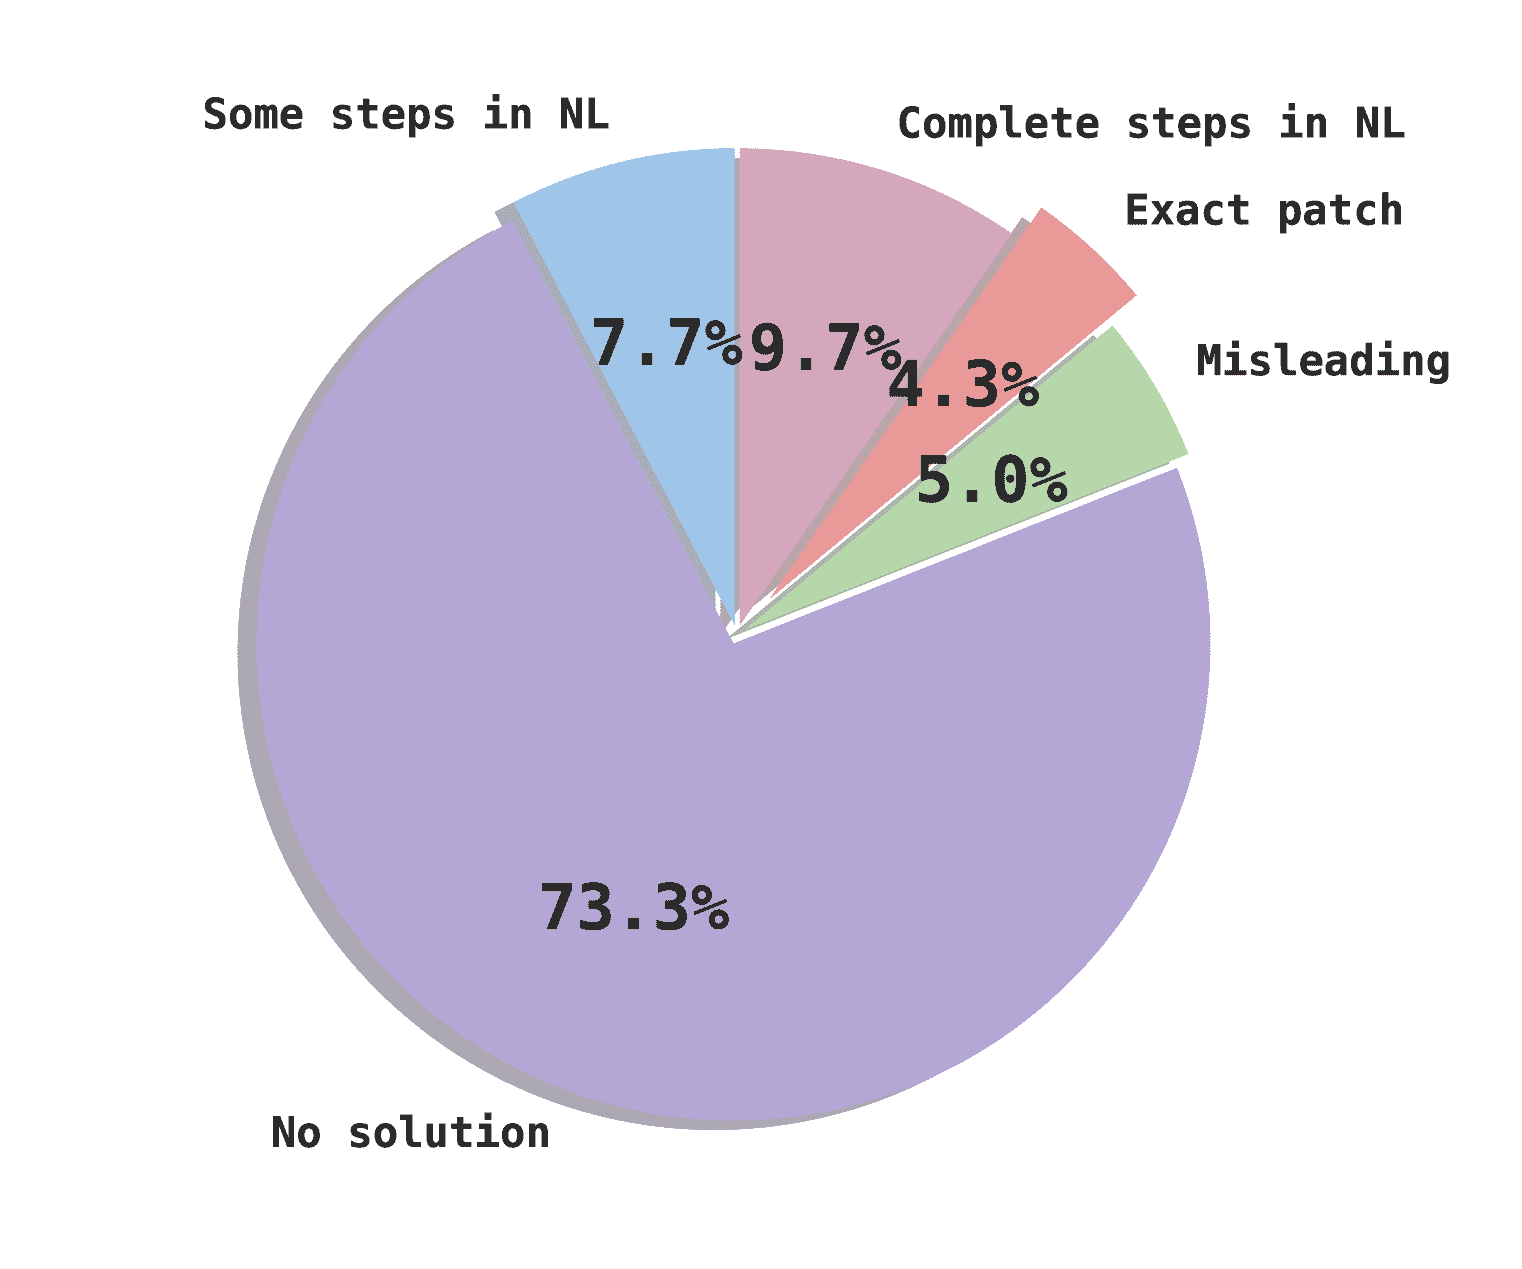 Some steps in NL
Complete steps in NL
Exact patch
Misleading
7.7%
9.7%
4.3%
5.0%
73.3%
No solution